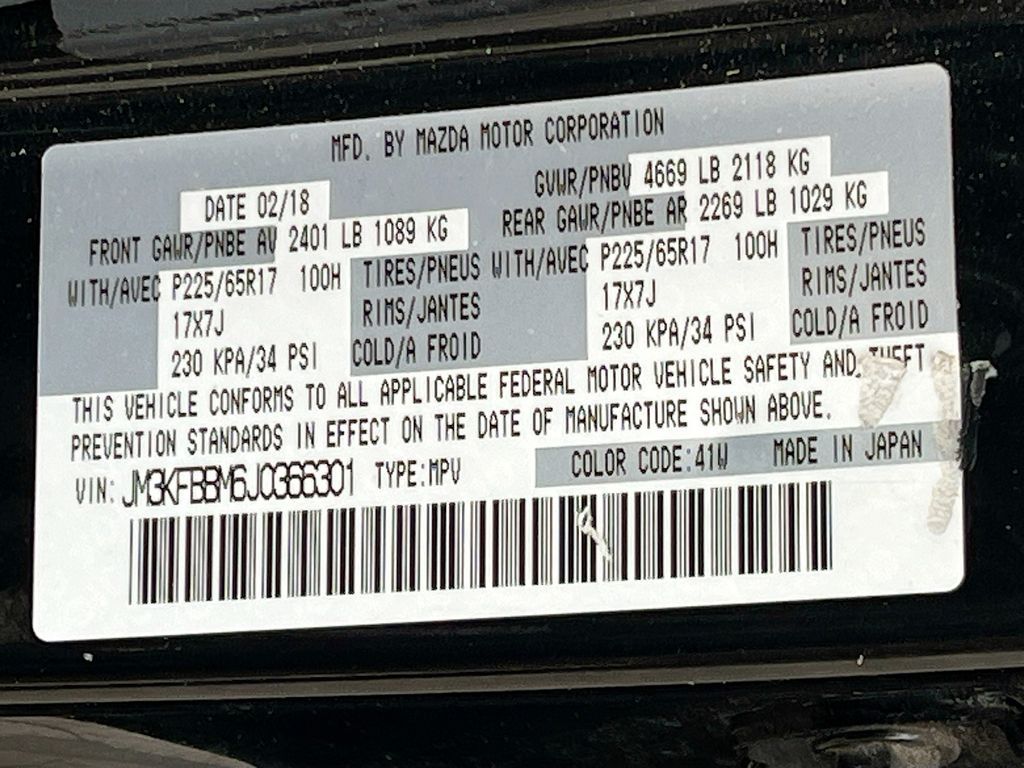 MFD. BY MAZDA MOTOR CORPORATION
DATE 02/18 GVWR/PNBV 4669 LB 2118 KG
FRONT GAWR/PNBE AV 2401 LB 1089 KG REAR GAWR/PNBE AR 2269 LB 1029 KG
WITH/AVEC P225/65R17 100H TIRES/PNEUS WITH/AVEC P225/65R17 100H TIRES/PNEUS
17X7J RIMS/JANTES 17X7J RIMS/JANTES
230 KPA/34 PSI COLD/A FROID 230 KPA/34 PSI COLD/A FROID
THIS VEHICLE CONFORMS TO ALL APPLICABLE FEDERAL MOTOR VEHICLE SAFETY AND THEFT
PREVENTION STANDARDS IN EFFECT ON THE DATE OF MANUFACTURE SHOWN ABOVE.
VIN: JM3KFBBM6J0366301 TYPE:MPV COLOR CODE:41W MADE IN JAPAN